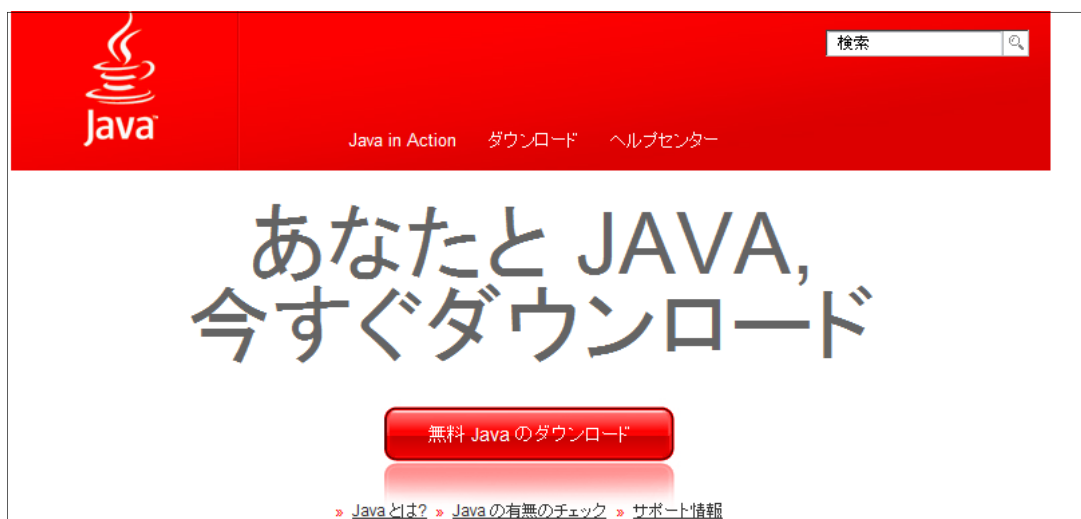 検索
Java™
Java in Action ダウンロード ヘルプセンター
あなたと JAVA,
今すぐダウンロード
無料 Java のダウンロード
» Java とは? » Java の有無のチェック » サポート情報